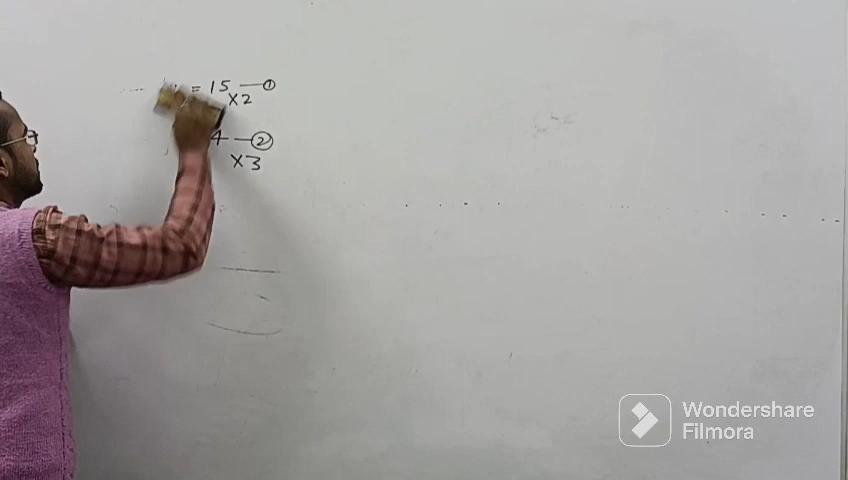 = 15 — ①
×2
4 — ②
×3
Wondershare
Filmora